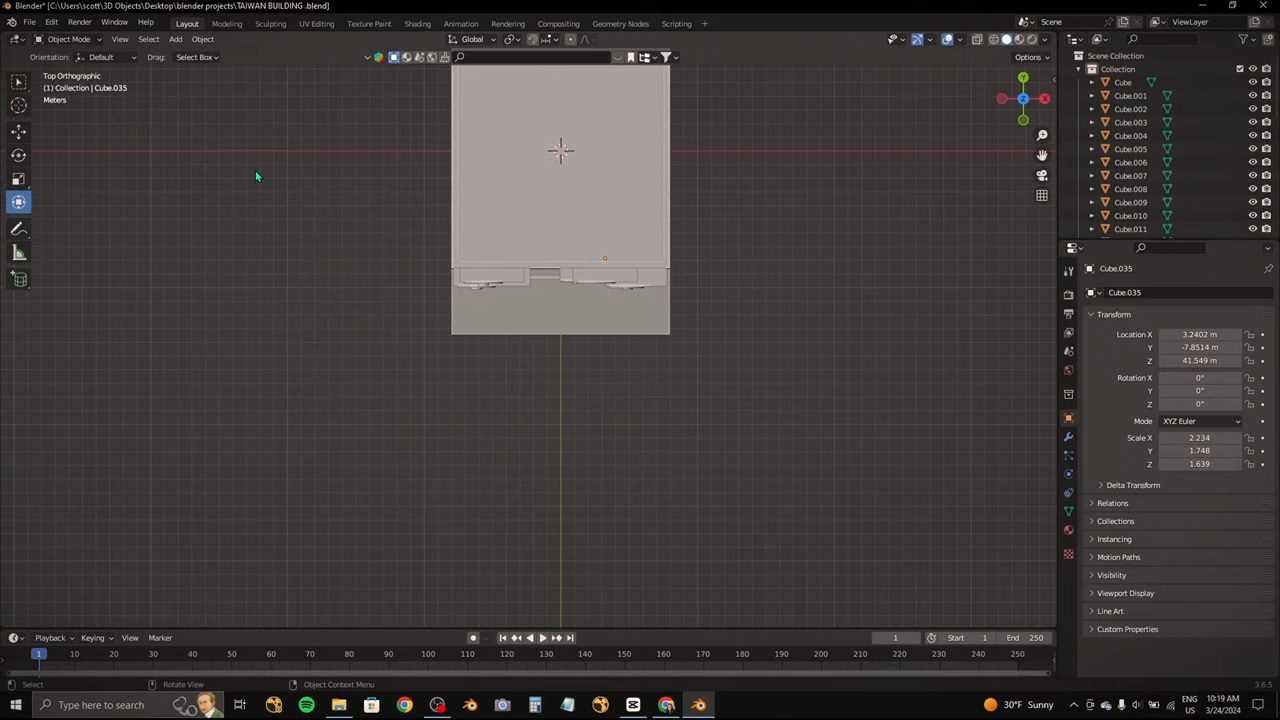 Blender* [C:\Users\scott\3D Objects\Desktop\blender projects\TAIWAN BUILDING .blend]
File Edit Render Window Help Layout Modeling Sculpting UV Editing Texture Paint Shading Animation Rendering Compositing Geometry Nodes Scripting Scene ViewLayer
Object Mode View Select Add Object Global
Orientation: Default Drag: Select Box Options
Top Orthographic
(1) Collection | Cube.035
Meters
Y
X
Z
Scene Collection
Collection
Cube
Cube.001
Cube.002
Cube.003
Cube.004
Cube.005
Cube.006
Cube.007
Cube.008
Cube.009
Cube.010
Cube.011
Cube.035
Cube.035
Transform
Location X 3.2402 m
Y -7.8514 m
Z 41.549 m
Rotation X 0°
Y 0°
Z 0°
Mode XYZ Euler
Scale X 2.234
Y 1.748
Z 1.639
Delta Transform
Relations
Collections
Instancing
Motion Paths
Visibility
Viewport Display
Line Art
Custom Properties
Playback Keying View Marker 1 Start 1 End 250
1 10 20 30 40 50 60 70 80 90 100 110 120 130 140 150 160 170 180 190 200 210 220 230 240 250
Select Rotate View Object Context Menu 3.6.5
Type here to search 30°F Sunny ENG US 10:19 AM 3/24/2024